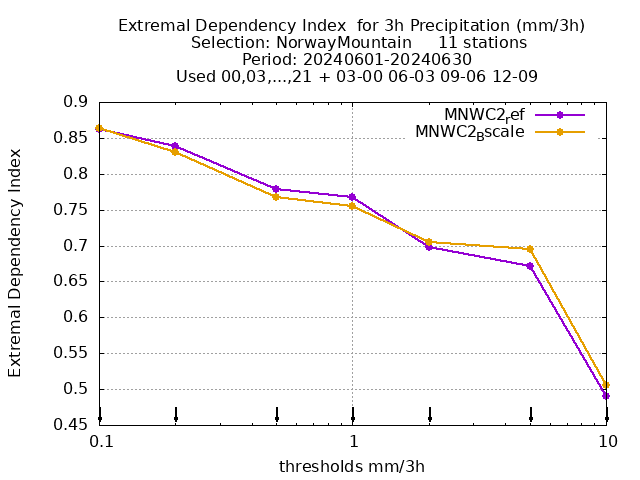 Extremal Dependency Index  for 3h Precipitation (mm/3h)
Selection: NorwayMountain     11 stations
Period: 20240601-20240630
Used 00,03,...,21 + 03-00 06-03 09-06 12-09
MNWC2ref
MNWC2Bscale
0.9
0.85
0.8
0.75
0.7
0.65
0.6
0.55
0.5
0.45
Extremal Dependency Index
0.1 1 10
thresholds mm/3h